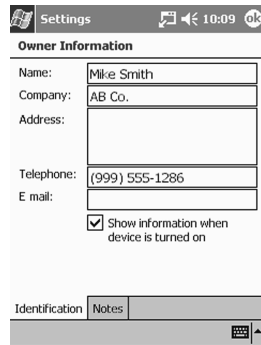 Settings 10:09 ok
Owner Information
Name: Mike Smith
Company: AB Co.
Address:
Telephone: (999) 555-1286
E mail:
Show information when
device is turned on
Identification Notes